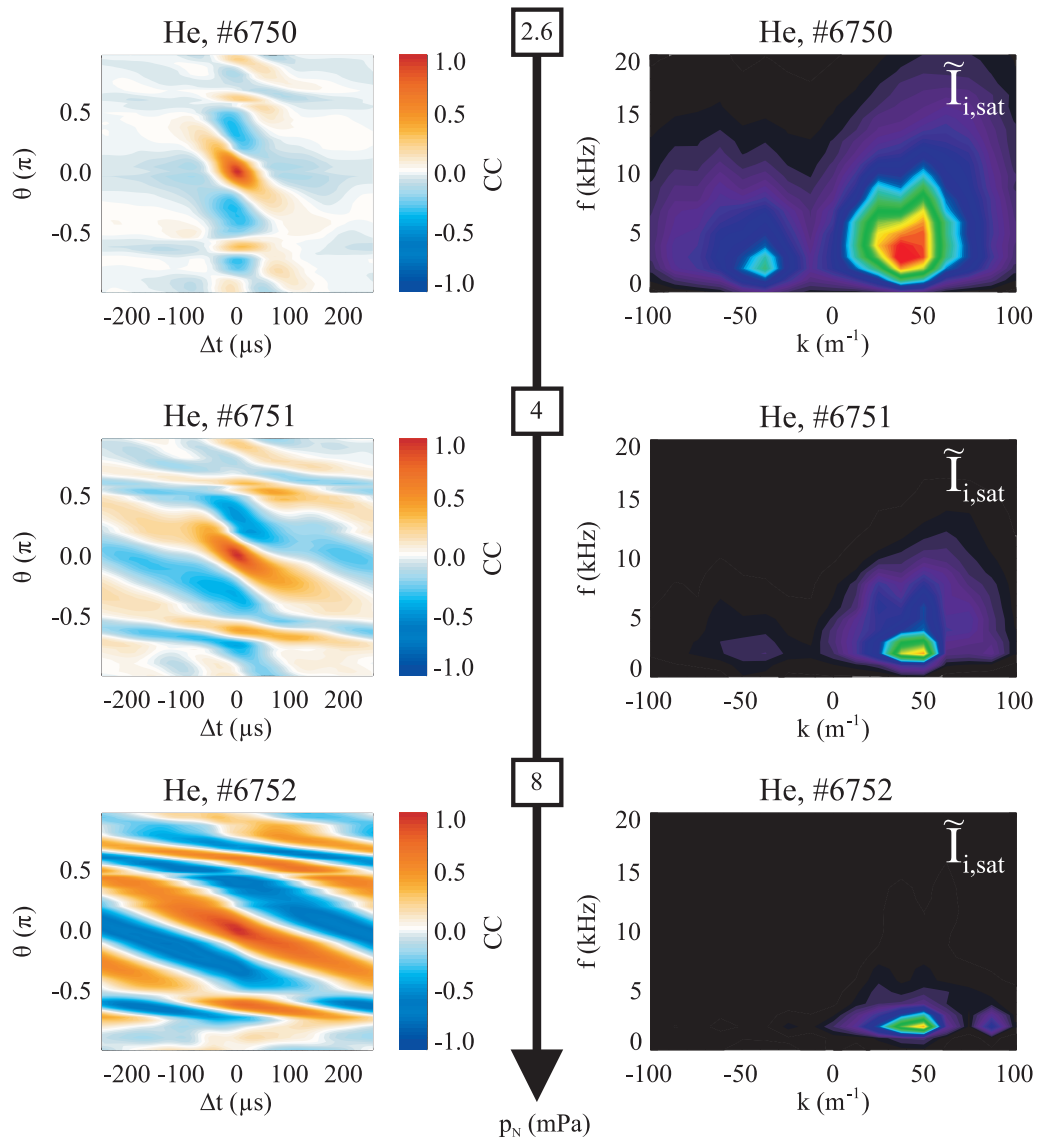 He, #6750
2.6
He, #6750
0.5
0.0
-0.5
θ (π)
-200 -100 0 100 200
Δt (µs)
1.0
0.5
0.0
-0.5
-1.0
CC
20
15
10
5
0
f (kHz)
-100 -50 0 50 100
k (m⁻¹)
Ĩi,sat
He, #6751
4
He, #6751
0.5
0.0
-0.5
θ (π)
-200 -100 0 100 200
Δt (µs)
1.0
0.5
0.0
-0.5
-1.0
CC
20
15
10
5
0
f (kHz)
-100 -50 0 50 100
k (m⁻¹)
Ĩi,sat
He, #6752
8
He, #6752
0.5
0.0
-0.5
θ (π)
-200 -100 0 100 200
Δt (µs)
1.0
0.5
0.0
-0.5
-1.0
CC
20
15
10
5
0
f (kHz)
-100 -50 0 50 100
k (m⁻¹)
Ĩi,sat
pN (mPa)